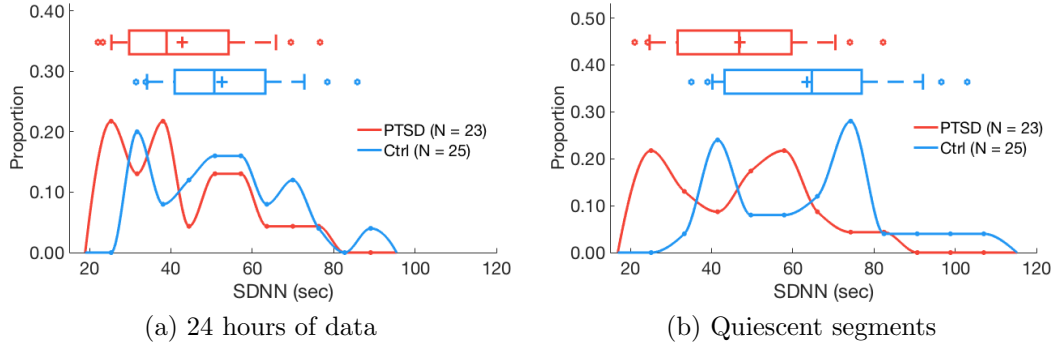 0.40
0.30
0.20
0.10
0.00
Proportion
PTSD (N = 23)
Ctrl (N = 25)
20 40 60 80 100 120
SDNN (sec)
(a) 24 hours of data
0.50
0.40
0.30
0.20
0.10
0.00
Proportion
PTSD (N = 23)
Ctrl (N = 25)
20 40 60 80 100 120
SDNN (sec)
(b) Quiescent segments